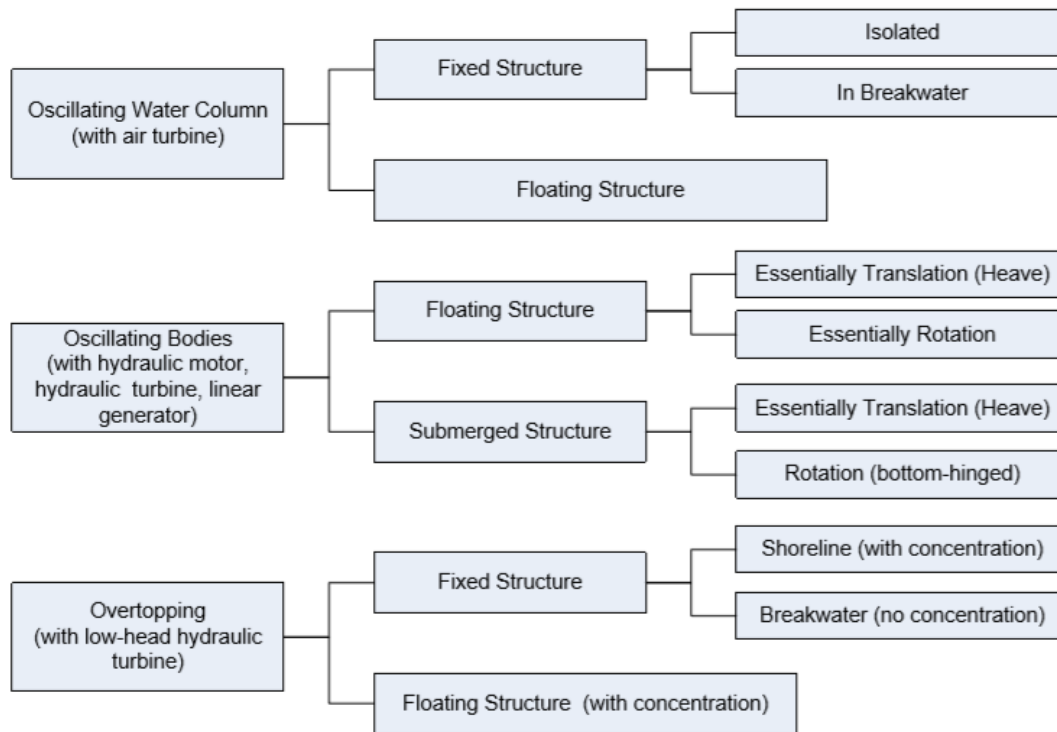 Oscillating Water Column
(with air turbine)
Fixed Structure
Isolated
In Breakwater
Floating Structure
Oscillating Bodies
(with hydraulic motor,
hydraulic turbine, linear
generator)
Floating Structure
Essentially Translation (Heave)
Essentially Rotation
Submerged Structure
Essentially Translation (Heave)
Rotation (bottom-hinged)
Overtopping
(with low-head hydraulic
turbine)
Fixed Structure
Shoreline (with concentration)
Breakwater (no concentration)
Floating Structure (with concentration)